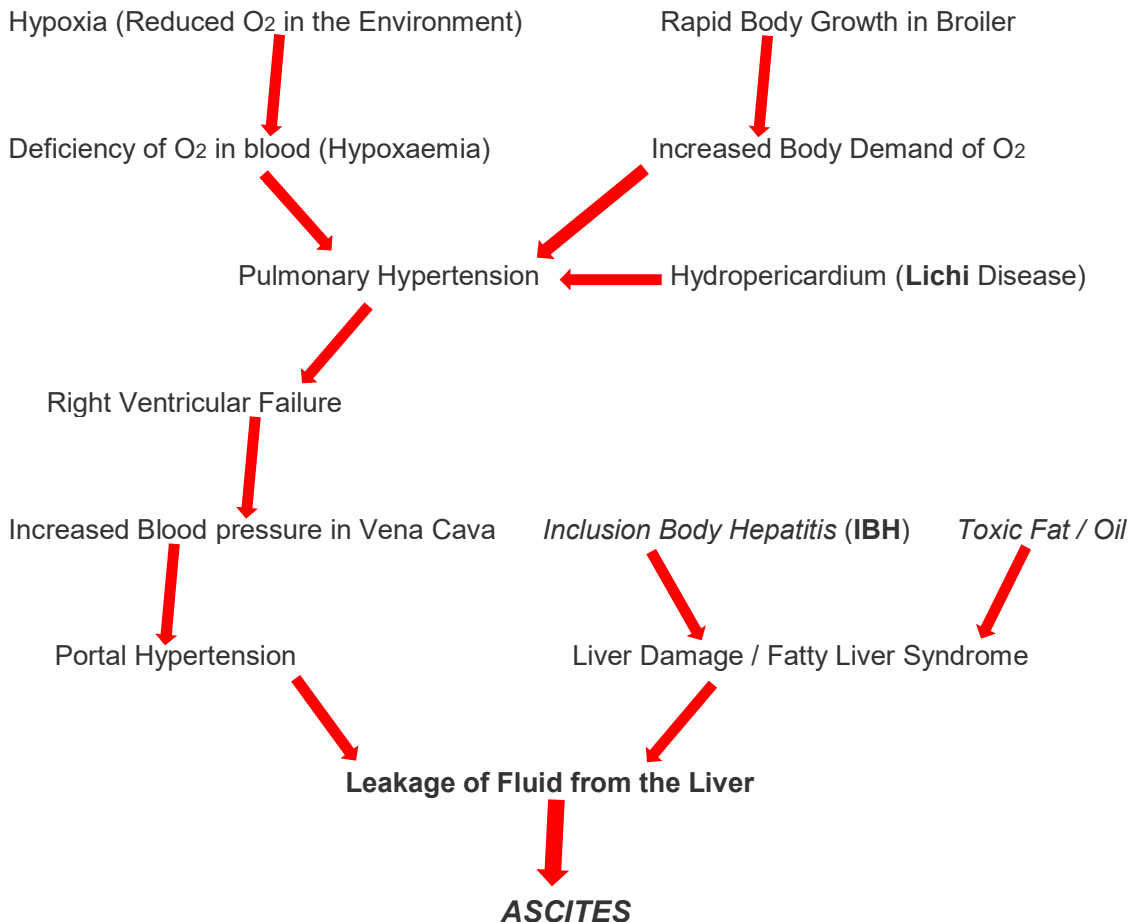 Hypoxia (Reduced O2 in the Environment) Rapid Body Growth in Broiler
Deficiency of O2 in blood (Hypoxaemia) Increased Body Demand of O2
Pulmonary Hypertension Hydropericardium (Lichi Disease)
Right Ventricular Failure
Increased Blood pressure in Vena Cava Inclusion Body Hepatitis (IBH) Toxic Fat / Oil
Portal Hypertension Liver Damage / Fatty Liver Syndrome
Leakage of Fluid from the Liver
ASCITES